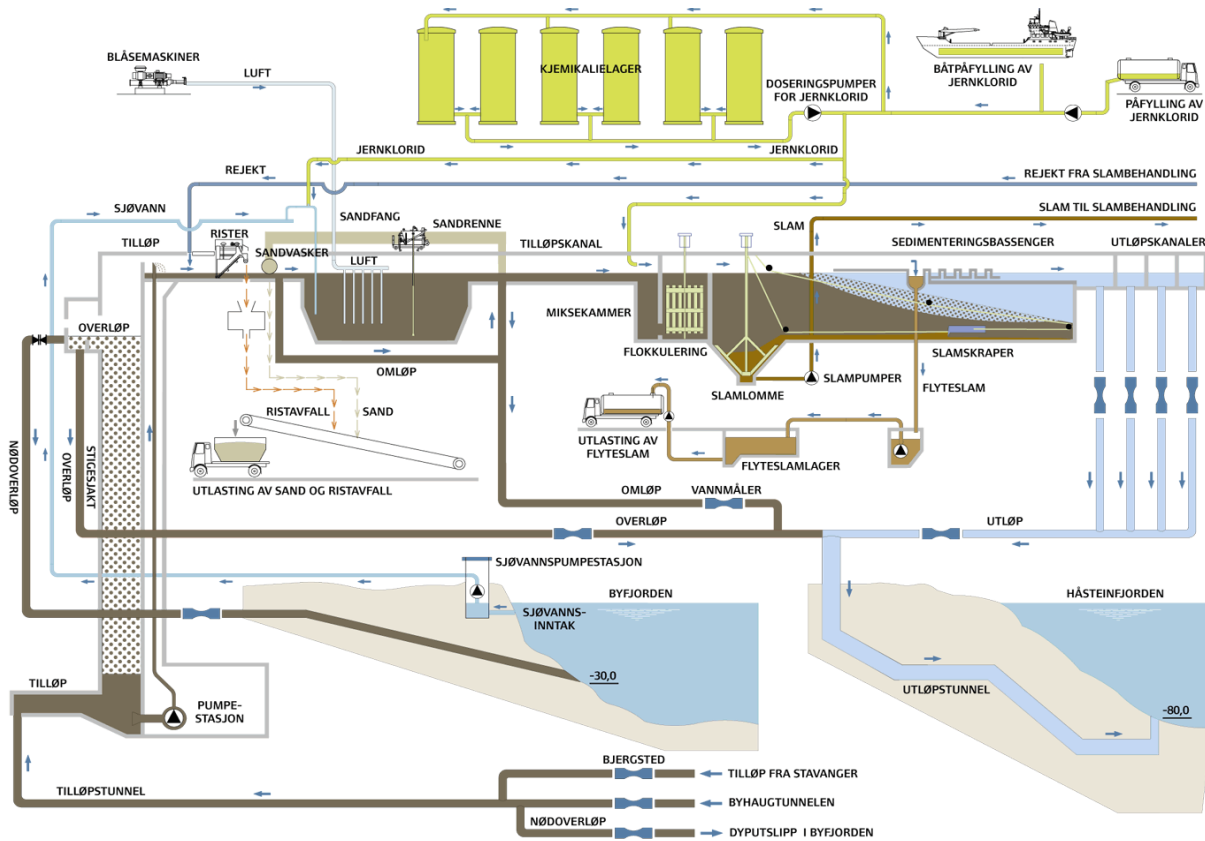 BLÅSEMASKINER
LUFT
KJEMIKALIELAGER
DOSERINGSPUMPER
FOR JERNKLORID
BÅTPÅFYLLING AV
JERNKLORID
PÅFYLLING AV
JERNKLORID
JERNKLORID
JERNKLORID
REJEKT
REJEKT FRA SLAMBEHANDLING
SJØVANN
SLAM TIL SLAMBEHANDLING
SLAM
RISTER
SANDFANG
SANDRENNE
TILLØP
SANDVASKER
TILLØPSKANAL
SEDIMENTERINGSBASSENGER
UTLØPSKANALER
LUFT
MIKSEKAMMER
OVERLØP
FLOKKULERING
SLAMSKRAPER
OMLØP
SLAMPUMPER
FLYTESLAM
SLAMLOMME
RISTAVFALL
SAND
UTLASTING AV
FLYTESLAM
FLYTESLAMLAGER
NØDOVERLØP
OVERLØP
STIGESJAKT
UTLASTING AV SAND OG RISTAVFALL
OMLØP
VANNMÅLER
OVERLØP
UTLØP
SJØVANNSPUMPESTASJON
BYFJORDEN
HÅSTEINFJORDEN
SJØVANNS-
INNTAK
-30,0
TILLØP
UTLØPSTUNNEL
-80,0
PUMPE-
STASJON
BJERGSTED
TILLØP FRA STAVANGER
TILLØPSTUNNEL
BYHAUGTUNNELEN
NØDOVERLØP
DYPUTSLIPP I BYFJORDEN